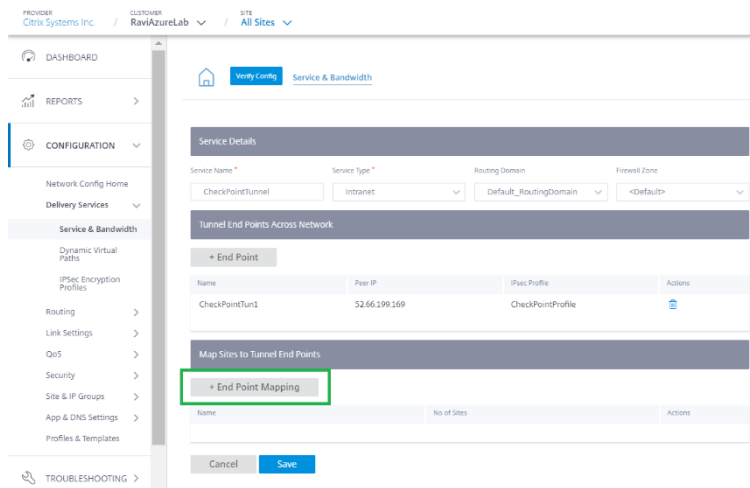 PROVIDER CUSTOMER SITE
Citrix Systems Inc. / RaviAzureLab / All Sites
DASHBOARD
Verify Config Service & Bandwidth
REPORTS
CONFIGURATION
Service Details
Service Name * Service Type * Routing Domain Firewall Zone
CheckPointTunnel Intranet Default_RoutingDomain <Default>
Network Config Home
Delivery Services
Service & Bandwidth
Dynamic Virtual
Paths
IPSec Encryption
Profiles
Routing
Link Settings
QoS
Security
Site & IP Groups
App & DNS Settings
Profiles & Templates
TROUBLESHOOTING
Tunnel End Points Across Network
+ End Point
Name Peer IP IPsec Profile Actions
CheckPointTun1 52.66.199.169 CheckPointProfile
Map Sites to Tunnel End Points
+ End Point Mapping
Name No of Sites Actions
Cancel Save